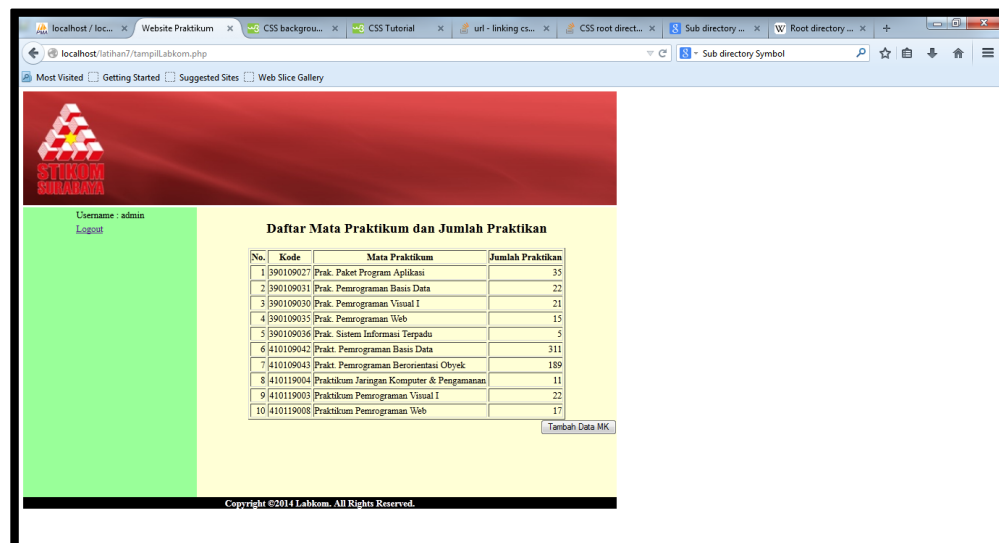 localhost / loc... × Website Praktikum × CSS backgrou... × CSS Tutorial × url - linking cs... × CSS root direct... × Sub directory ... × Root directory ... × +
localhost/latihan7/tampilLabkom.php Sub directory Symbol
Most Visited Getting Started Suggested Sites Web Slice Gallery
STIKOM
SURABAYA
Username : admin
Logout
Daftar Mata Praktikum dan Jumlah Praktikan
No. Kode Mata Praktikum Jumlah Praktikan
1 390109027 Prak. Paket Program Aplikasi 35
2 390109031 Prak. Pemrograman Basis Data 22
3 390109030 Prak. Pemrograman Visual I 21
4 390109035 Prak. Pemrograman Web 15
5 390109036 Prak. Sistem Informasi Terpadu 5
6 410109042 Prakt. Pemrograman Basis Data 311
7 410109043 Prakt. Pemrograman Berorientasi Obyek 189
8 410119004 Praktikum Jaringan Komputer & Pengamanan 11
9 410119003 Praktikum Pemrograman Visual I 22
10 410119008 Praktikum Pemrograman Web 17
Tambah Data MK
Copyright ©2014 Labkom. All Rights Reserved.